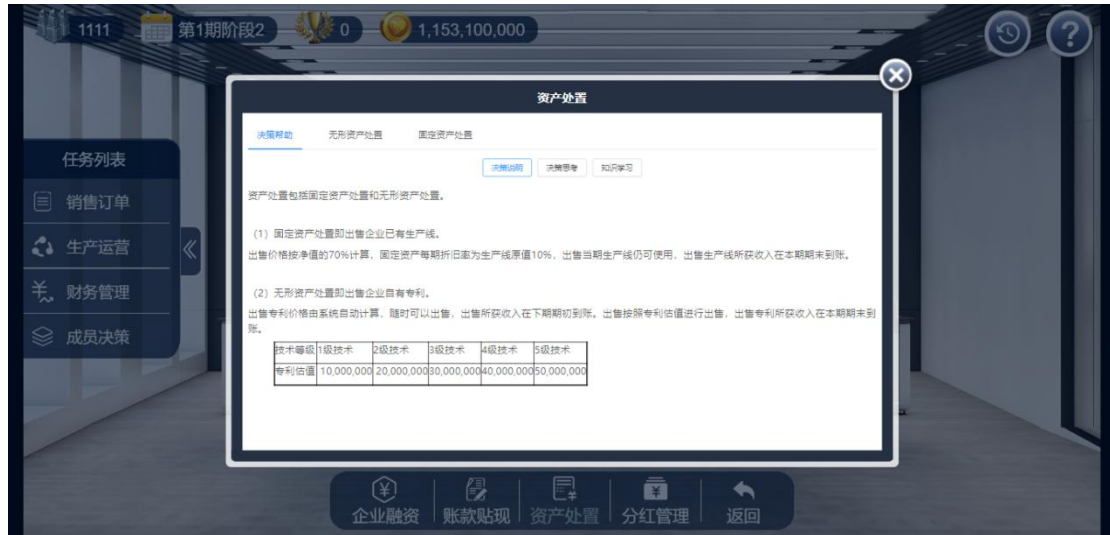 1111
第1期阶段2
0
1,153,100,000
?
资产处置
决策帮助 无形资产处置 固定资产处置
决策说明 决策思考 知识学习
资产处置包括固定资产处置和无形资产处置。
（1）固定资产处置即出售企业已有生产线。
出售价格按净值的70%计算，固定资产每期折旧率为生产线原值10%，出售当期生产线仍可使用，出售生产线所获收入在本期期末到账。
（2）无形资产处置即出售企业自有专利。
出售专利价格由系统自动计算，随时可以出售，出售所获收入在下期期初到账。出售按照专利估值进行出售，出售专利所获收入在本期期末到
账。
技术等级 1级技术 2级技术 3级技术 4级技术 5级技术
专利估值 10,000,000 20,000,000 30,000,000 40,000,000 50,000,000
任务列表
销售订单
生产运营
财务管理
成员决策
企业融资 账款贴现 资产处置 分红管理 返回